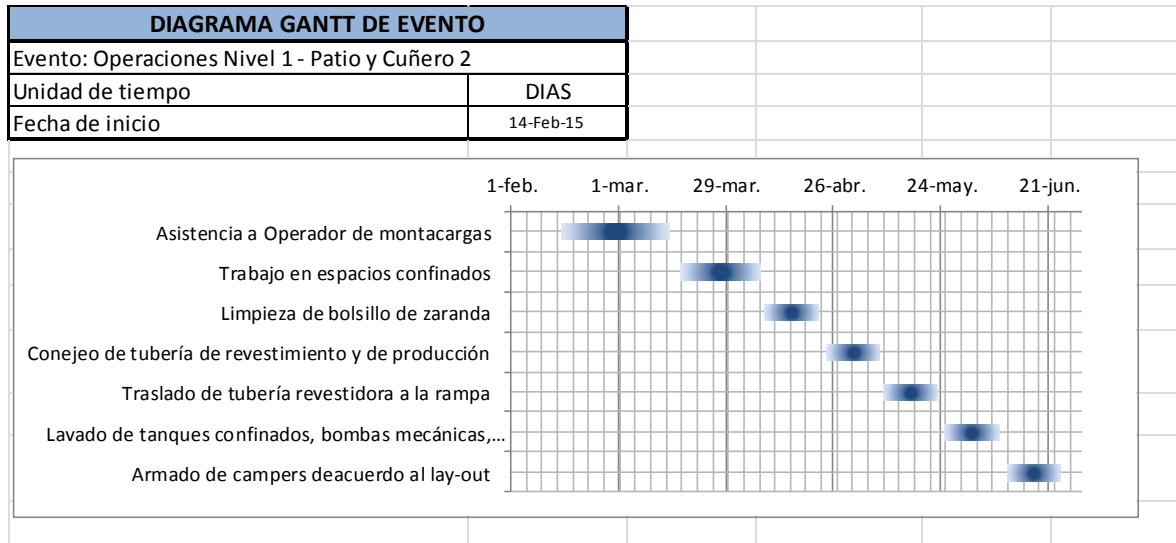 DIAGRAMA GANTT DE EVENTO
Evento: Operaciones Nivel 1 - Patio y Cuñero 2
Unidad de tiempo DIAS
Fecha de inicio 14-Feb-15
1-feb. 1-mar. 29-mar. 26-abr. 24-may. 21-jun.
Asistencia a Operador de montacargas
Trabajo en espacios confinados
Limpieza de bolsillo de zaranda
Conejeo de tubería de revestimiento y de producción
Traslado de tubería revestidora a la rampa
Lavado de tanques confinados, bombas mecánicas,...
Armado de campers deacuerdo al lay-out